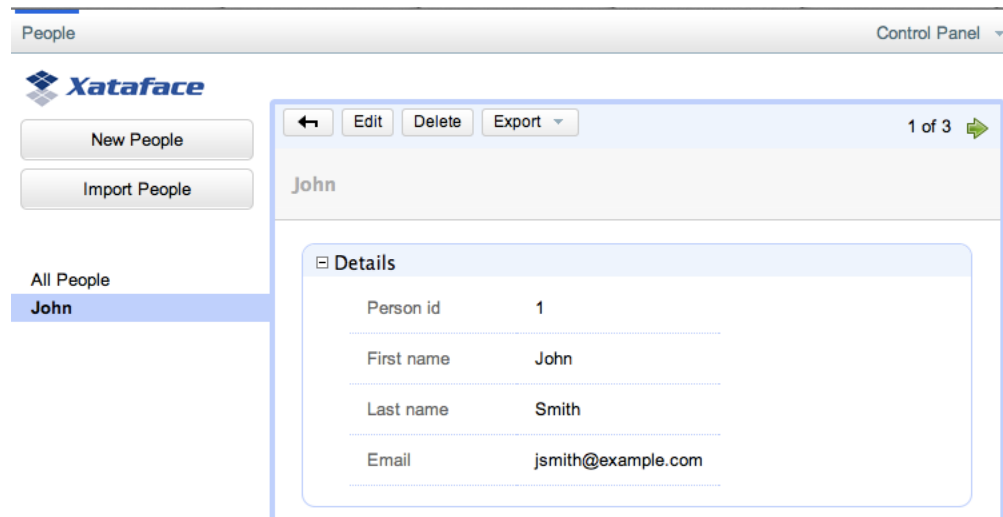 People Control Panel
Xataface
New People
Import People
All People
John
Edit Delete Export 1 of 3
John
Details
Person id 1
First name John
Last name Smith
Email jsmith@example.com